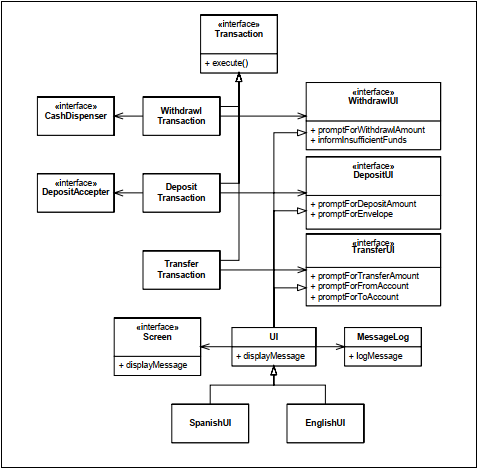 «interface»
Transaction
+ execute()
«interface»
CashDispenser
Withdrawl
Transaction
«interface»
WithdrawlUI
+ promptForWithdrawlAmount
+ informInsufficientFunds
«interface»
DepositAccepter
Deposit
Transaction
«interface»
DepositUI
+ promptForDepositAmount
+ promptForEnvelope
Transfer
Transaction
«interface»
TransferUI
+ promptForTransferAmount
+ promptForFromAccount
+ promptForToAccount
«interface»
Screen
+ displayMessage
UI
+ displayMessage
MessageLog
+ logMessage
SpanishUI
EnglishUI